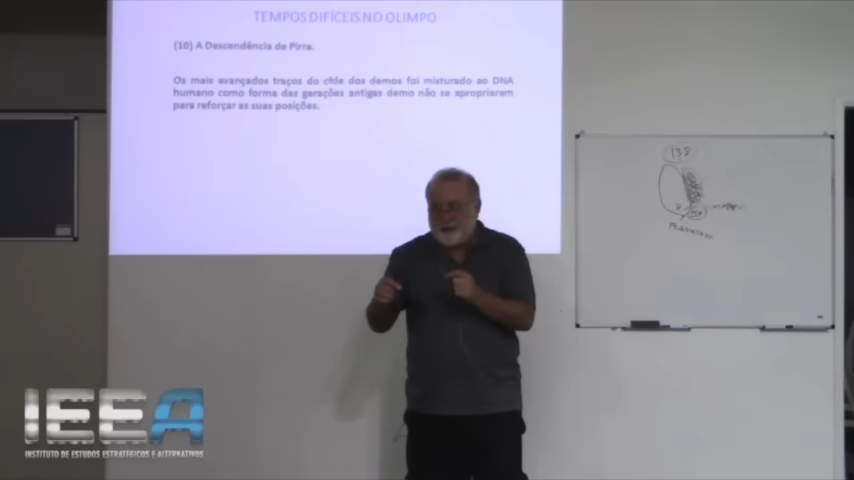 TEMPOS DIFÍCEIS NO OLIMPO
(10) A Descendência de Pirra.
Os mais avançados traços do cfda dos demos foi misturado ao DNA
humano como forma das gerações antigas demo não se apropriarem
para reforçar as suas posições.
138
IEEA
INSTITUTO DE ESTUDOS ESTRATÉGICOS E ALTERNATIVOS